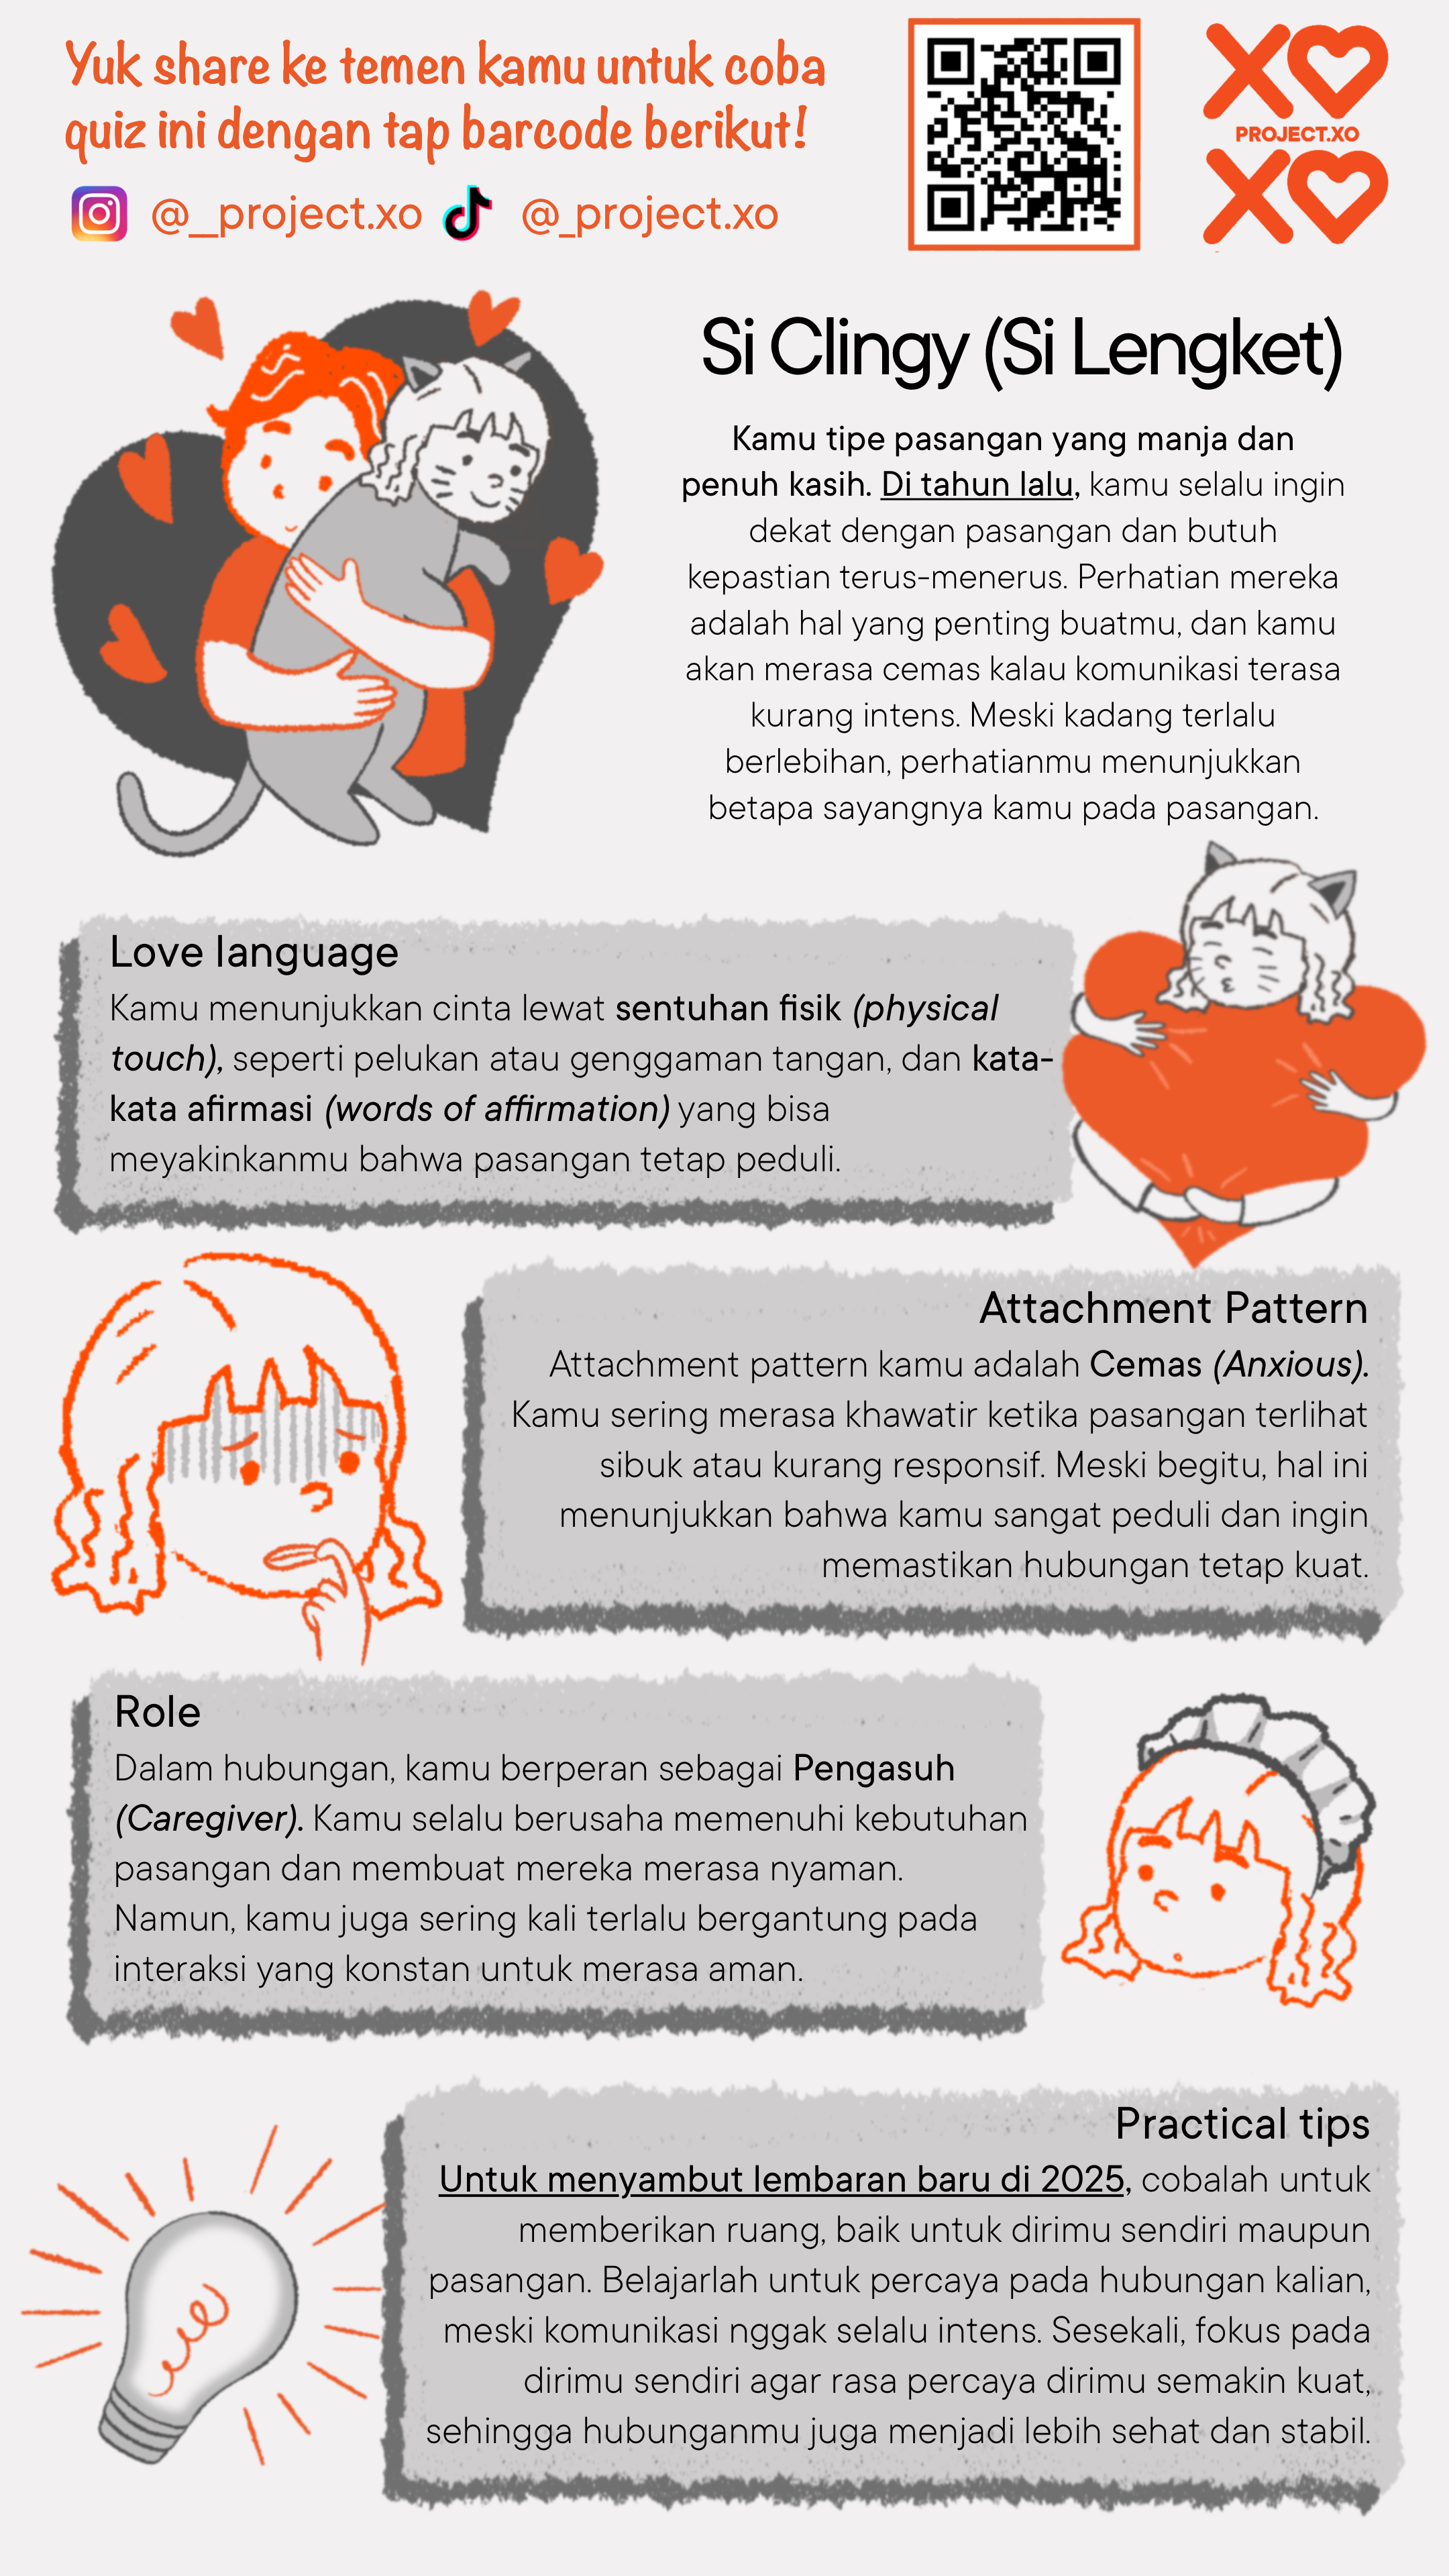 Yuk share ke temen kamu untuk coba
quiz ini dengan tap barcode berikut!
@__project.xo @_project.xo
XO
PROJECT.XO
XO
Si Clingy (Si Lengket)
Kamu tipe pasangan yang manja dan
penuh kasih. Di tahun lalu, kamu selalu ingin
dekat dengan pasangan dan butuh
kepastian terus-menerus. Perhatian mereka
adalah hal yang penting buatmu, dan kamu
akan merasa cemas kalau komunikasi terasa
kurang intens. Meski kadang terlalu
berlebihan, perhatianmu menunjukkan
betapa sayangnya kamu pada pasangan.
Love language
Kamu menunjukkan cinta lewat sentuhan fisik (physical
touch), seperti pelukan atau genggaman tangan, dan kata-
kata afirmasi (words of affirmation) yang bisa
meyakinkanmu bahwa pasangan tetap peduli.
Attachment Pattern
Attachment pattern kamu adalah Cemas (Anxious).
Kamu sering merasa khawatir ketika pasangan terlihat
sibuk atau kurang responsif. Meski begitu, hal ini
menunjukkan bahwa kamu sangat peduli dan ingin
memastikan hubungan tetap kuat.
Role
Dalam hubungan, kamu berperan sebagai Pengasuh
(Caregiver). Kamu selalu berusaha memenuhi kebutuhan
pasangan dan membuat mereka merasa nyaman.
Namun, kamu juga sering kali terlalu bergantung pada
interaksi yang konstan untuk merasa aman.
Practical tips
Untuk menyambut lembaran baru di 2025, cobalah untuk
memberikan ruang, baik untuk dirimu sendiri maupun
pasangan. Belajarlah untuk percaya pada hubungan kalian,
meski komunikasi nggak selalu intens. Sesekali, fokus pada
dirimu sendiri agar rasa percaya dirimu semakin kuat,
sehingga hubunganmu juga menjadi lebih sehat dan stabil.